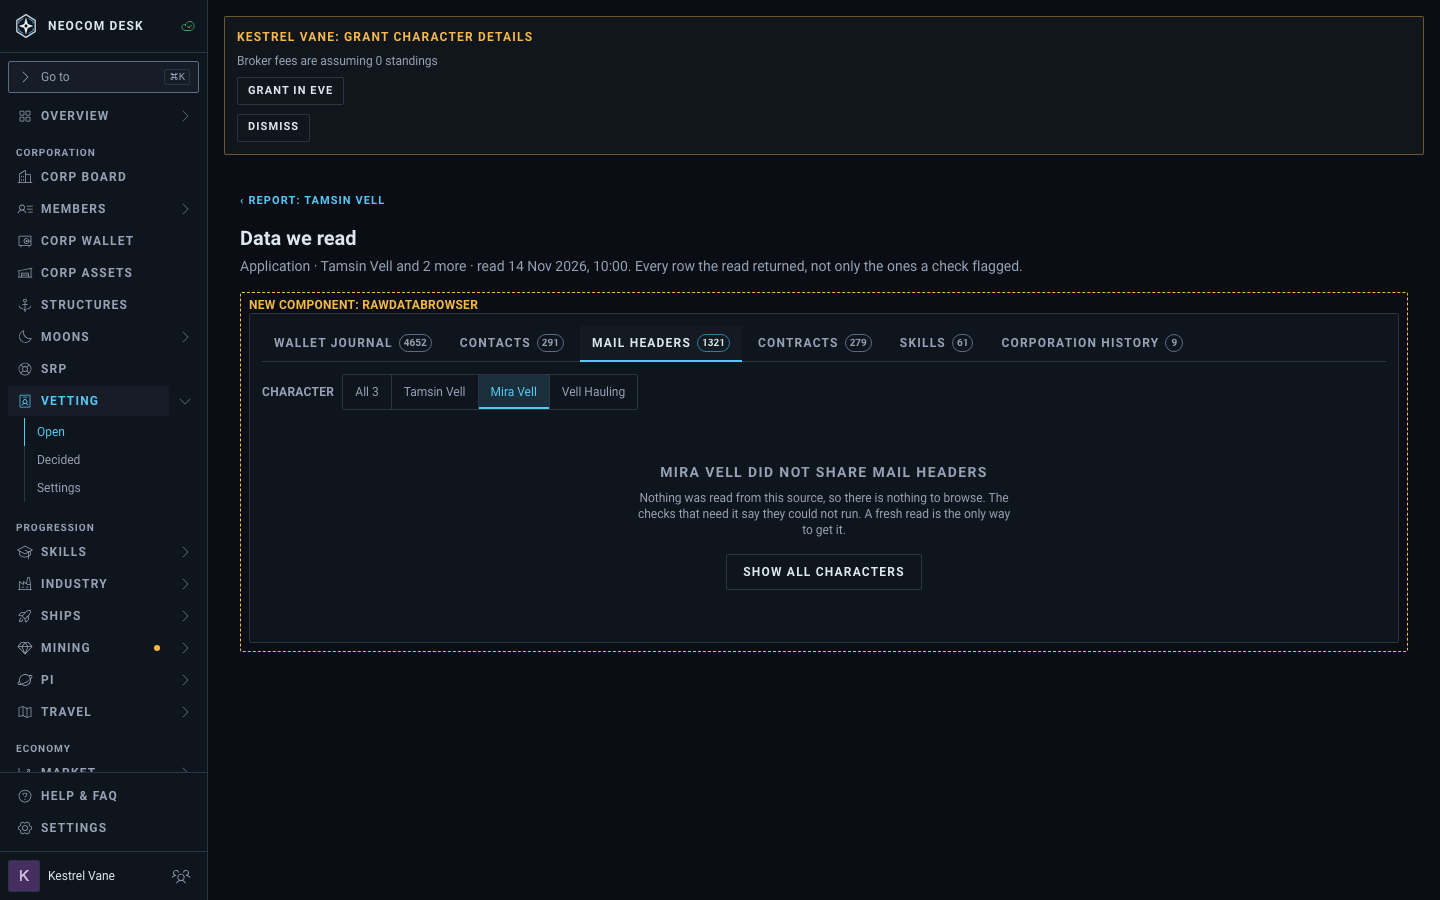 NEOCOM DESK
Go to
⌘K
OVERVIEW
CORPORATION
CORP BOARD
MEMBERS
CORP WALLET
CORP ASSETS
STRUCTURES
MOONS
SRP
VETTING
Open
Decided
Settings
PROGRESSION
SKILLS
INDUSTRY
SHIPS
MINING
PI
TRAVEL
ECONOMY
MARKET
HELP & FAQ
SETTINGS
K
Kestrel Vane
KESTREL VANE: GRANT CHARACTER DETAILS
Broker fees are assuming 0 standings
GRANT IN EVE
DISMISS
‹ REPORT: TAMSIN VELL
Data we read
Application · Tamsin Vell and 2 more · read 14 Nov 2026, 10:00. Every row the read returned, not only the ones a check flagged.
NEW COMPONENT: RAWDATABROWSER
WALLET JOURNAL 4652 CONTACTS 291 MAIL HEADERS 1321 CONTRACTS 279 SKILLS 61 CORPORATION HISTORY 9
CHARACTER All 3 Tamsin Vell Mira Vell Vell Hauling
MIRA VELL DID NOT SHARE MAIL HEADERS
Nothing was read from this source, so there is nothing to browse. The
checks that need it say they could not run. A fresh read is the only way
to get it.
SHOW ALL CHARACTERS